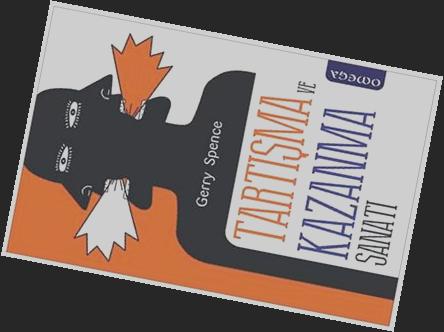 Gerry Spence
TARTIŞMA VE
KAZANMA
SANATI
omega